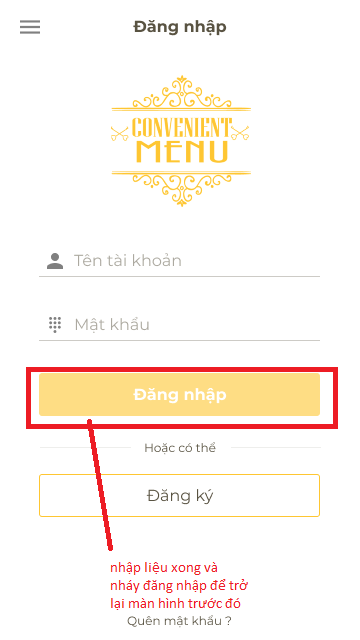 Đăng nhập
CONVENIENT
MENU
Tên tài khoản
Mật khẩu
Đăng nhập
Hoặc có thể
Đăng ký
nhập liệu xong và
nháy đăng nhập để trở
lại màn hình trước đó
Quên mật khẩu ?